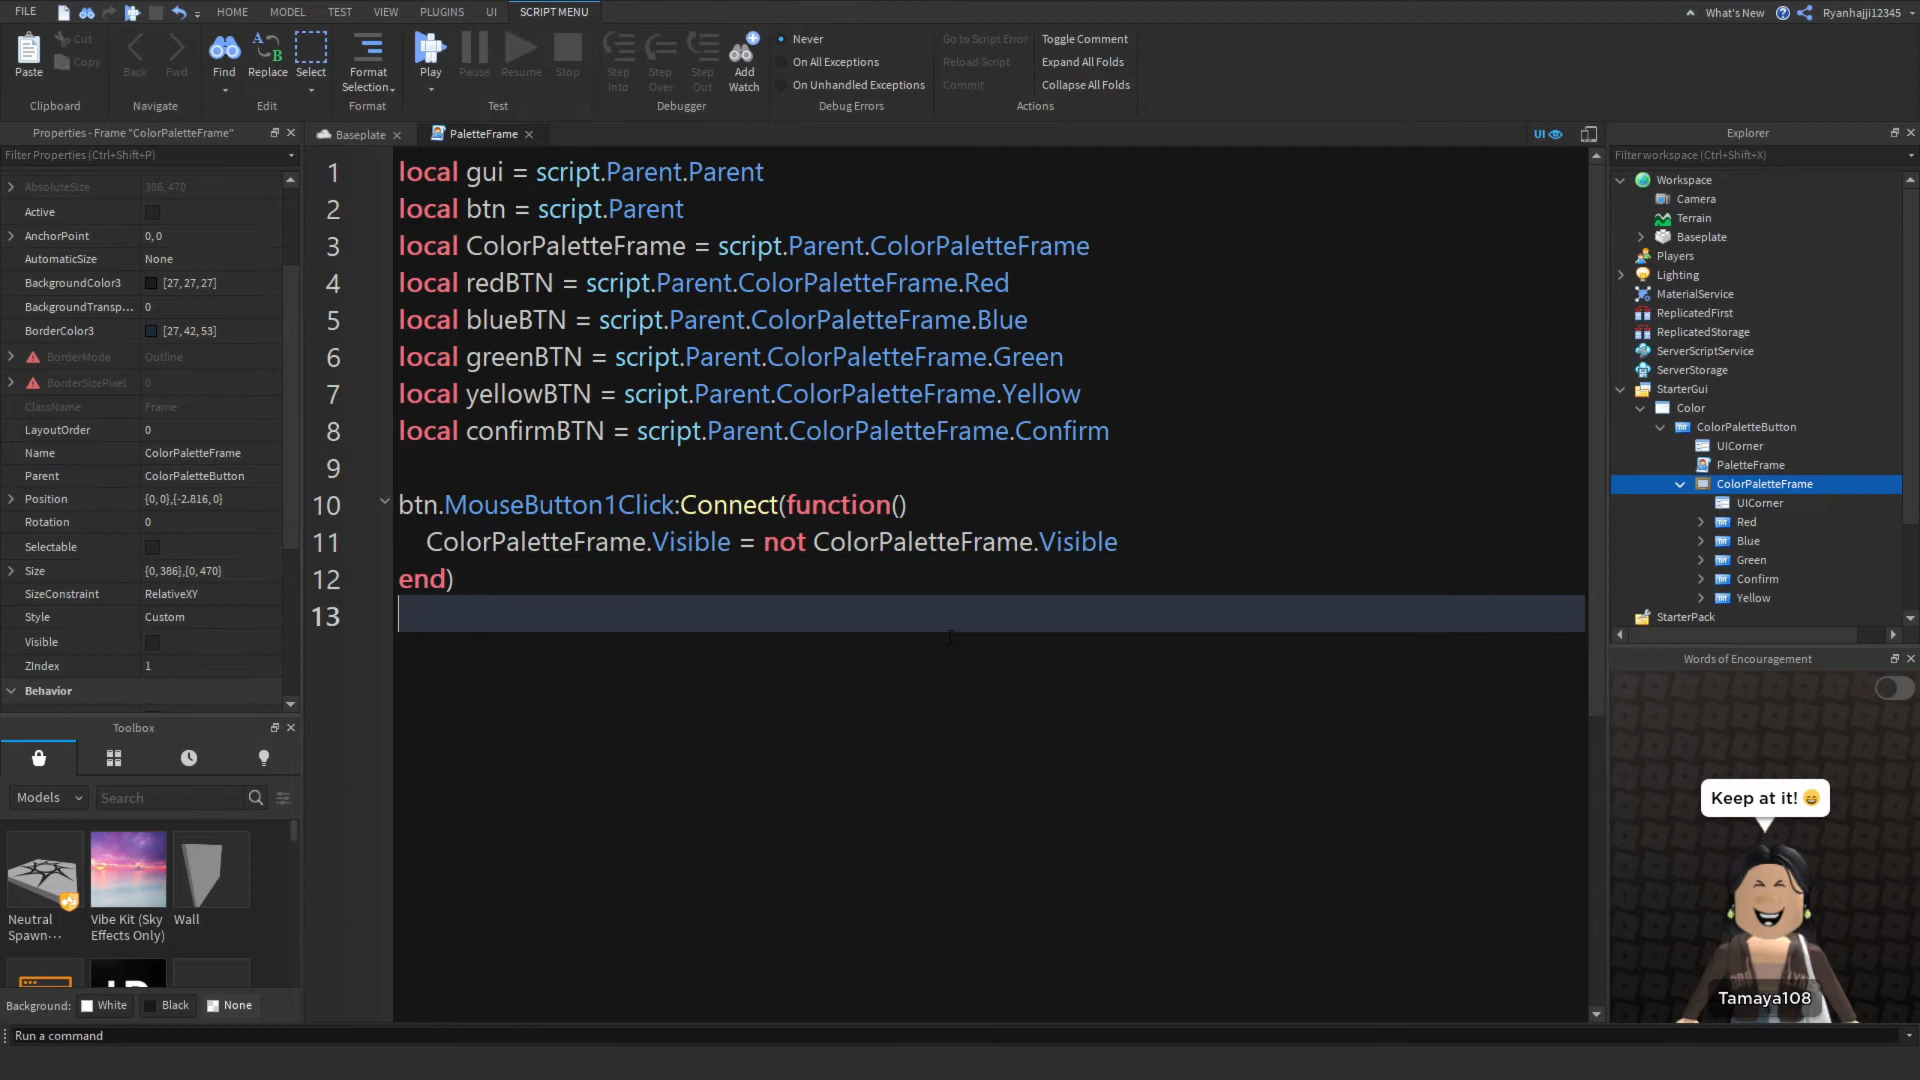 FILE
HOME
MODEL
TEST
VIEW
PLUGINS
UI
SCRIPT MENU
What's New
Ryanhajji12345
Paste
Cut
Copy
Clipboard
Back
Fwd
Navigate
Find
Replace
Select
Edit
Format
Selection
Format
Play
Pause
Resume
Stop
Test
Step
Into
Step
Over
Step
Out
Add
Watch
Debugger
Never
On All Exceptions
On Unhandled Exceptions
Debug Errors
Go to Script Error
Reload Script
Commit
Toggle Comment
Expand All Folds
Collapse All Folds
Actions
Properties - Frame "ColorPaletteFrame"
Filter Properties (Ctrl+Shift+P)
AbsoluteSize 386, 470
Active
AnchorPoint 0, 0
AutomaticSize None
BackgroundColor3 [27, 27, 27]
BackgroundTransp... 0
BorderColor3 [27, 42, 53]
BorderMode Outline
BorderSizePixel 0
ClassName Frame
LayoutOrder 0
Name ColorPaletteFrame
Parent ColorPaletteButton
Position {0, 0},{-2.816, 0}
Rotation 0
Selectable
Size {0, 386},{0, 470}
SizeConstraint RelativeXY
Style Custom
Visible
ZIndex 1
Behavior
Toolbox
Models
Search
Neutral
Spawn...
Vibe Kit (Sky
Effects Only)
Wall
Background: White Black None
Run a command
Baseplate
PaletteFrame
UI
1 local gui = script.Parent.Parent
2 local btn = script.Parent
3 local ColorPaletteFrame = script.Parent.ColorPaletteFrame
4 local redBTN = script.Parent.ColorPaletteFrame.Red
5 local blueBTN = script.Parent.ColorPaletteFrame.Blue
6 local greenBTN = script.Parent.ColorPaletteFrame.Green
7 local yellowBTN = script.Parent.ColorPaletteFrame.Yellow
8 local confirmBTN = script.Parent.ColorPaletteFrame.Confirm
9
10 btn.MouseButton1Click:Connect(function()
11 ColorPaletteFrame.Visible = not ColorPaletteFrame.Visible
12 end)
13
Explorer
Filter workspace (Ctrl+Shift+X)
Workspace
Camera
Terrain
Baseplate
Players
Lighting
MaterialService
ReplicatedFirst
ReplicatedStorage
ServerScriptService
ServerStorage
StarterGui
Color
ColorPaletteButton
UICorner
PaletteFrame
ColorPaletteFrame
UICorner
Red
Blue
Green
Confirm
Yellow
StarterPack
Words of Encouragement
Keep at it! 😄
Tamaya108